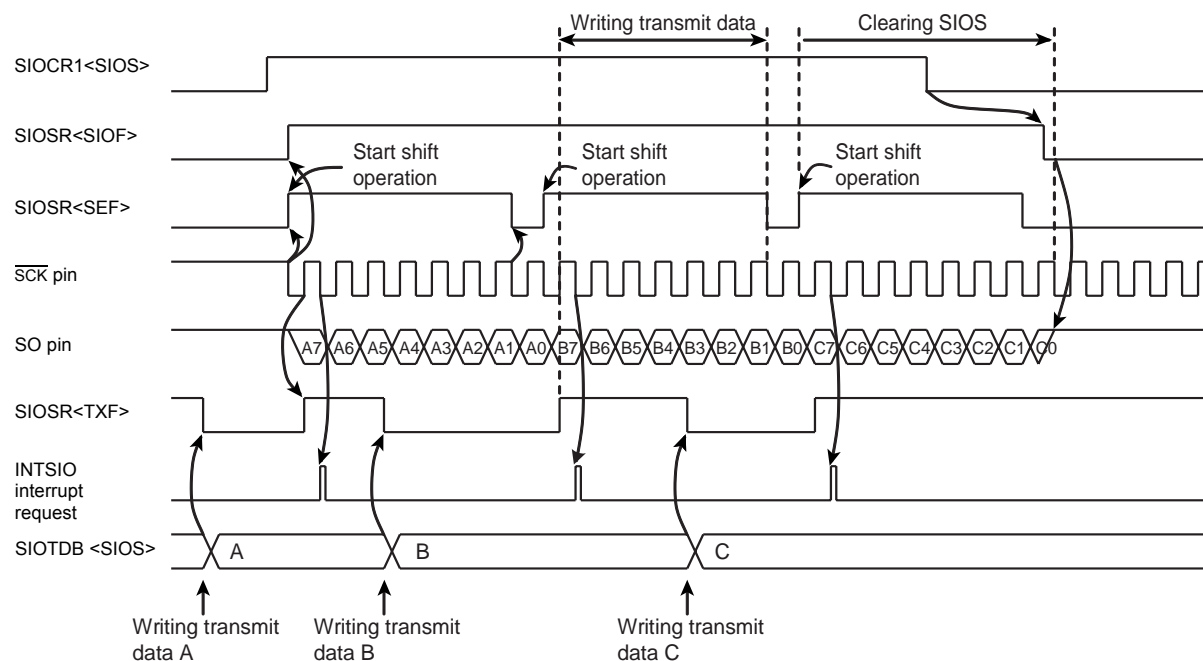 Writing transmit data
Clearing SIOS
SIOCR1<SIOS>
SIOSR<SIOF>
Start shift
operation
Start shift
operation
Start shift
operation
SIOSR<SEF>
SCK pin
SO pin
A7 A6 A5 A4 A3 A2 A1 A0 B7 B6 B5 B4 B3 B2 B1 B0 C7 C6 C5 C4 C3 C2 C1 C0
SIOSR<TXF>
INTSIO
interrupt
request
SIOTDB <SIOS>
A
B
C
Writing transmit
data A
Writing transmit
data B
Writing transmit
data C